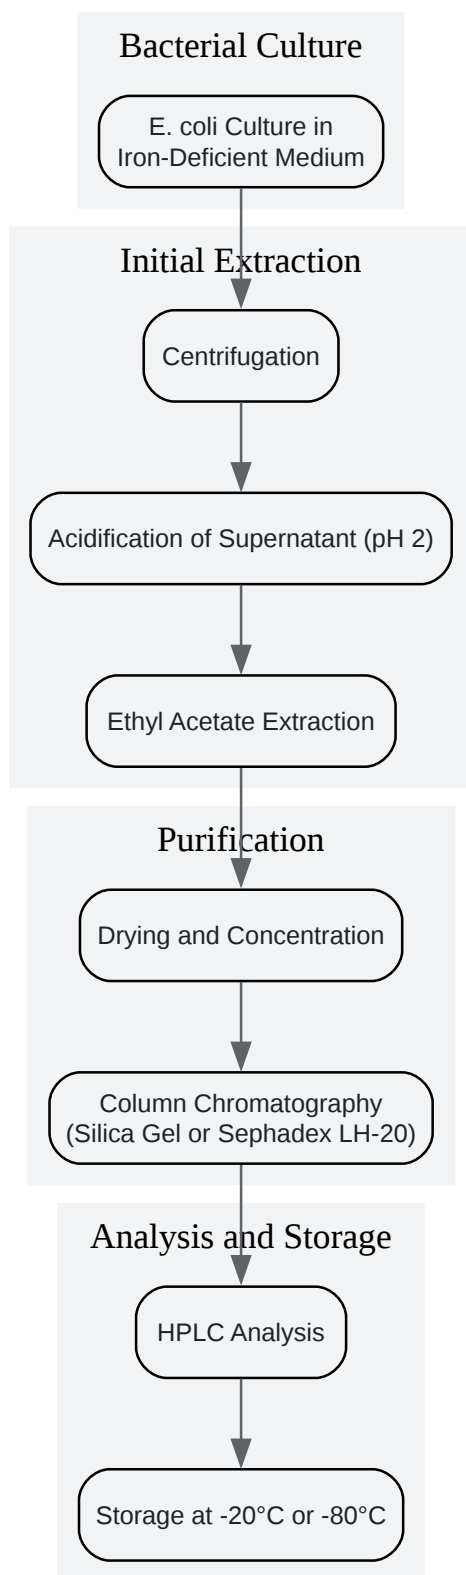 Bacterial Culture
E. coli Culture in
Iron-Deficient Medium
Initial Extraction
Centrifugation
Acidification of Supernatant (pH 2)
Ethyl Acetate Extraction
Purification
Drying and Concentration
Column Chromatography
(Silica Gel or Sephadex LH-20)
Analysis and Storage
HPLC Analysis
Storage at -20°C or -80°C